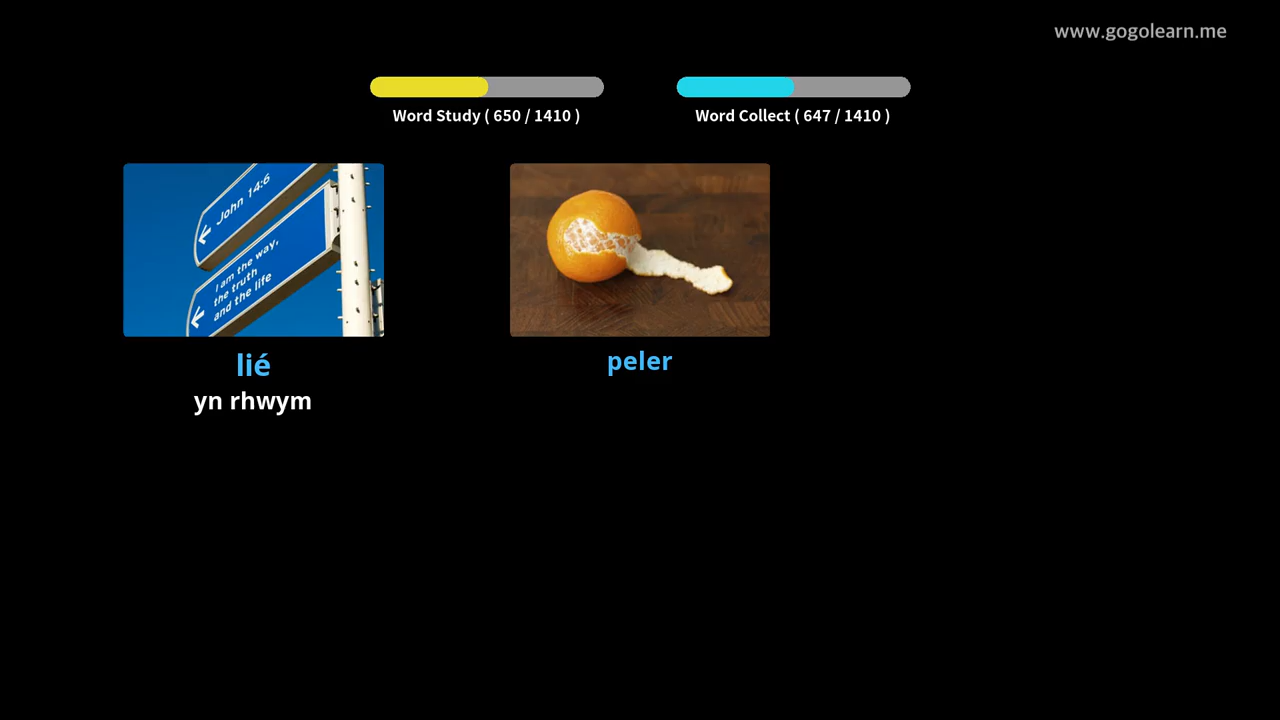 www.gogolearn.me
Word Study ( 650 / 1410 )
Word Collect ( 647 / 1410 )
John 14:6
I am the way,
the truth
and the life
lié
yn rhwym
peler